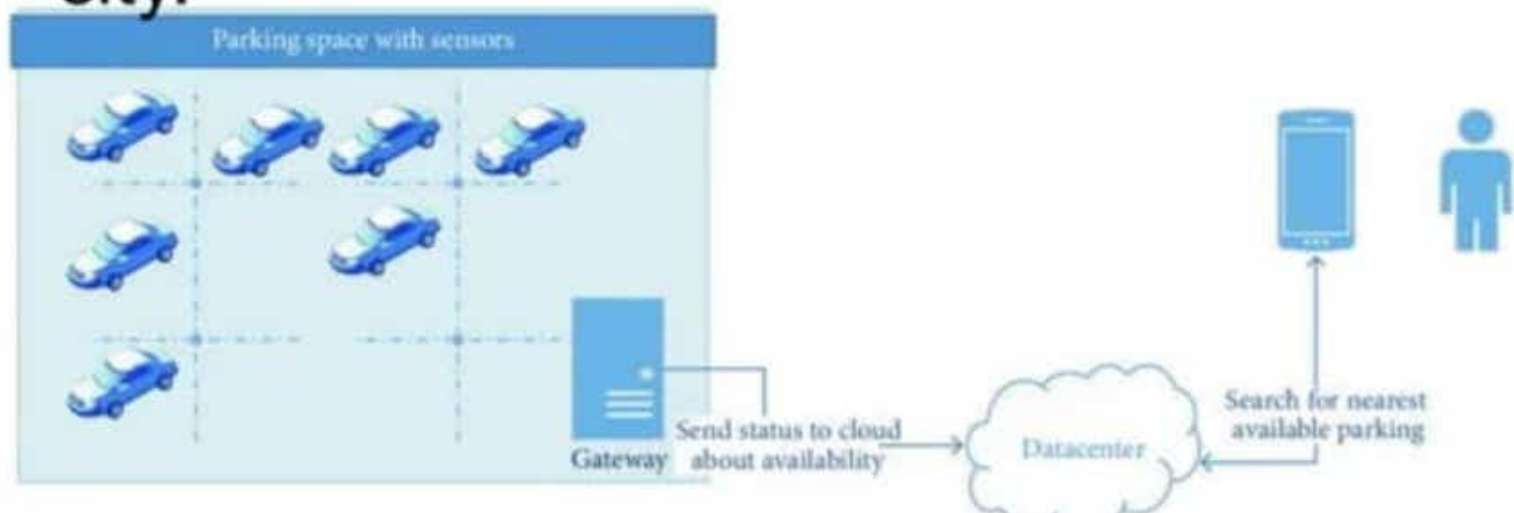 city.
Parking space with sensors
Send status to cloud
about availability
Gateway
Datacenter
Search for nearest
available parking